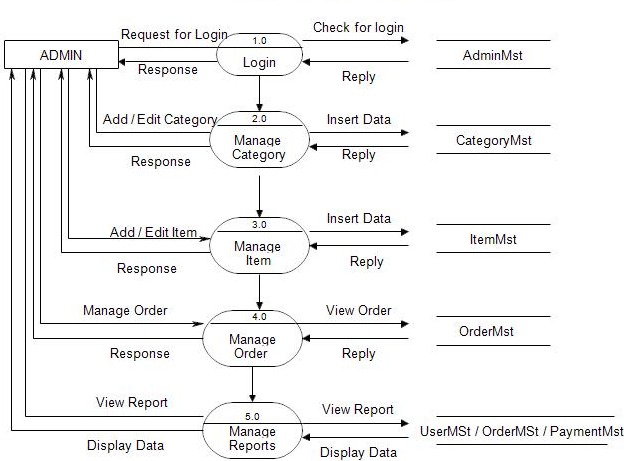 Request for Login
1.0
Check for login
ADMIN
Login
AdminMst
Response
Reply
Add / Edit Category
2.0
Insert Data
Manage
Category
CategoryMst
Response
Reply
Add / Edit Item
3.0
Insert Data
Manage
Item
ItemMst
Response
Reply
Manage Order
4.0
View Order
Manage
Order
OrderMst
Response
Reply
View Report
5.0
View Report
Manage
Reports
UserMSt / OrderMSt / PaymentMst
Display Data
Display Data